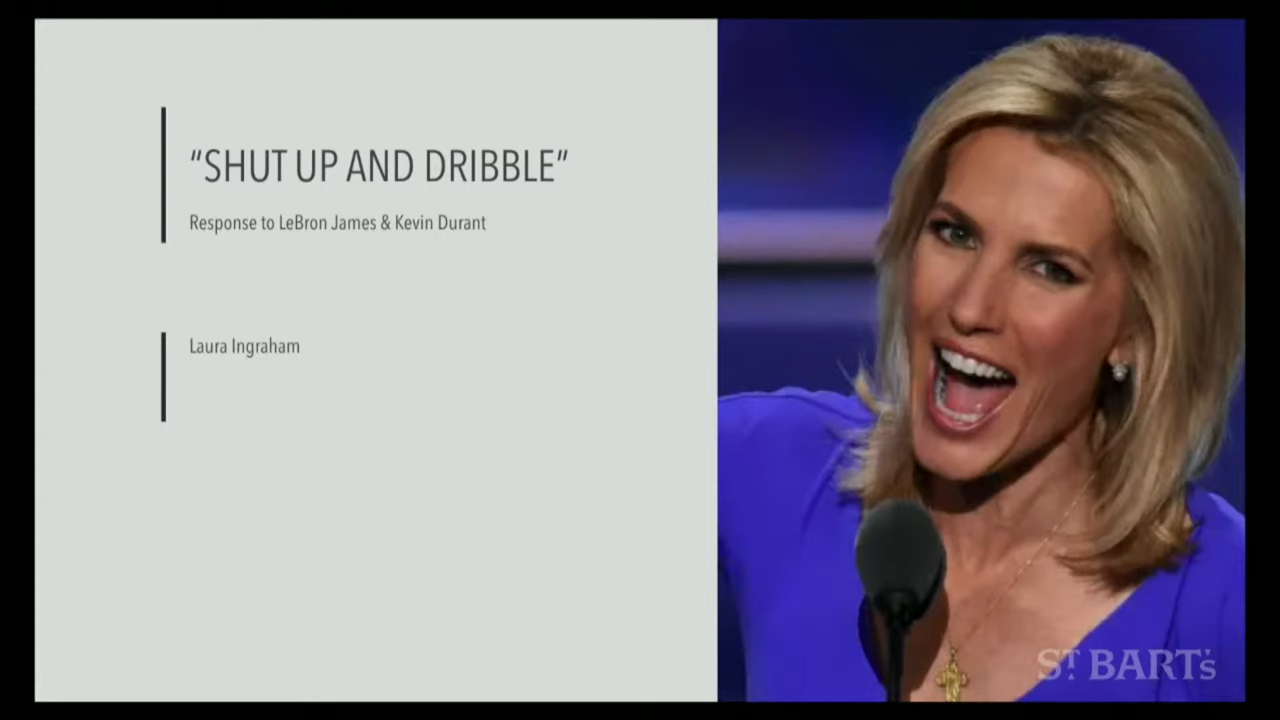 “SHUT UP AND DRIBBLE”
Response to LeBron James & Kevin Durant
Laura Ingraham
ST. BART's